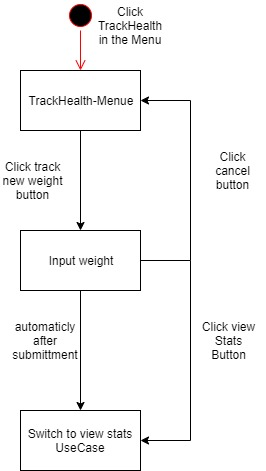 Click
TrackHealth
in the Menu
TrackHealth-Menue
Click track
new weight
button
Click
cancel
button
Input weight
automaticly
after
submittment
Click view
Stats
Button
Switch to view stats
UseCase